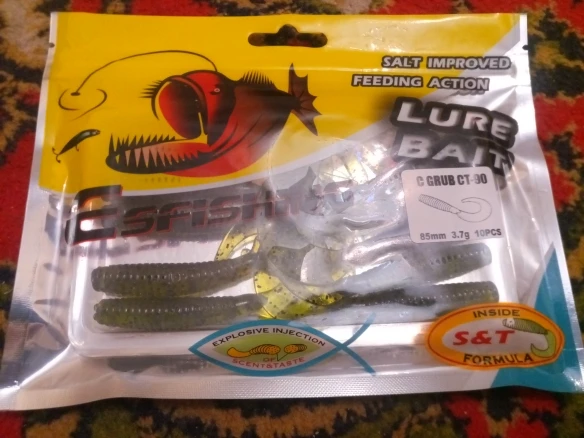 SALT IMPROVED
FEEDING ACTION
LURE
BAIT
C GRUB CT-90
85mm 3.7g 10PCS
EXPLOSIVE INJECTION
OF
SCENT&TASTE
INSIDE
S&T
FORMULA